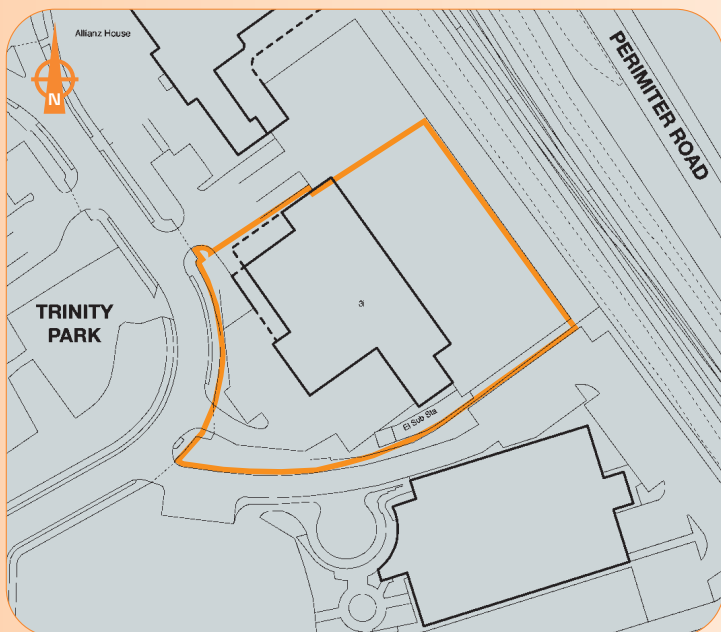 Allianz House
N
PERIMITER ROAD
TRINITY
PARK
3
El Sub Sta